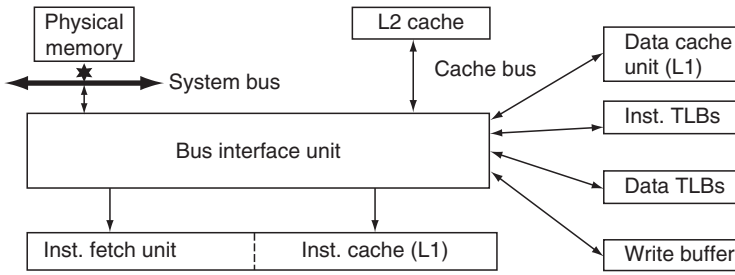 Physical
memory
L2 cache
Data cache
unit (L1)
System bus
Cache bus
Inst. TLBs
Bus interface unit
Data TLBs
Inst. fetch unit
Inst. cache (L1)
Write buffer